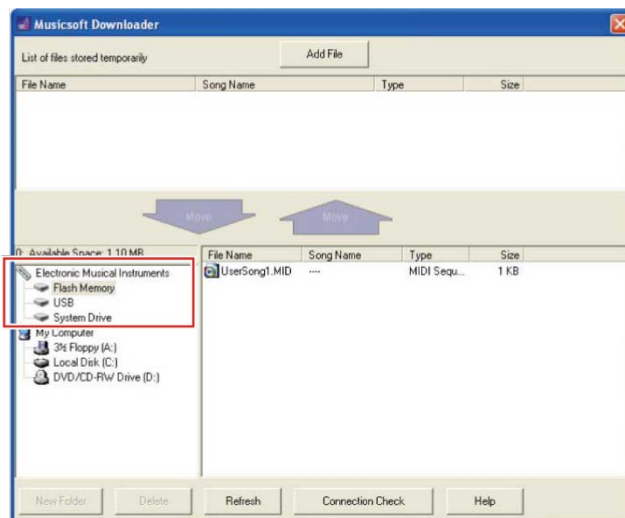 Musicsoft Downloader
List of files stored temporarily
Add File
File Name Song Name Type Size
Move Move
0: Available Space: 1.10 MB
Electronic Musical Instruments
Flash Memory
USB
System Drive
My Computer
3½ Floppy (A:)
Local Disk (C:)
DVD/CD-RW Drive (D:)
File Name Song Name Type Size
UserSong1.MID ---- MIDI Sequ... 1 KB
New Folder Delete Refresh Connection Check Help